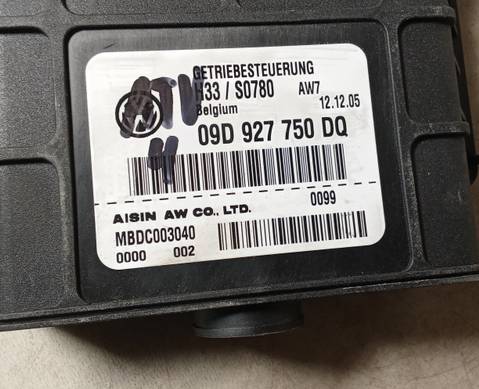 GETRIEBESTEUERUNG
H33 / S0780 AW7
Belgium 12.12.05
09D 927 750 DQ
AISIN AW CO., LTD. 0099
MBDC003040
0000 002